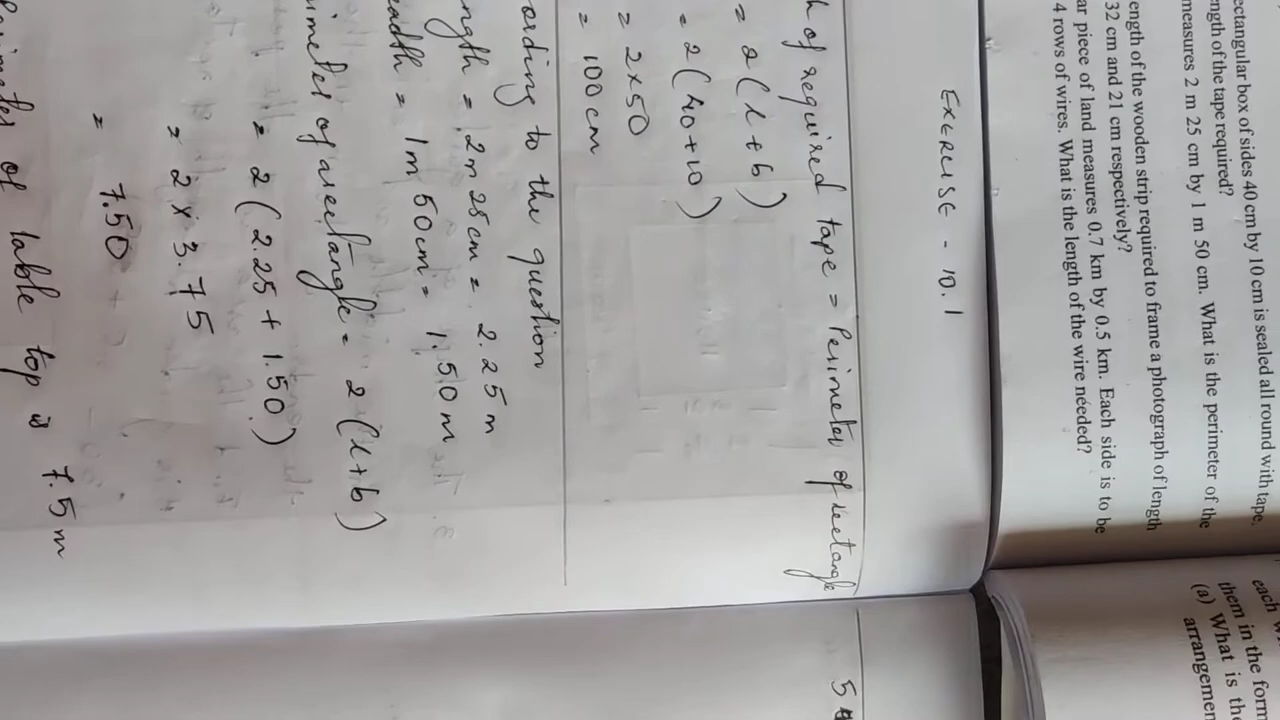 ectangular box of sides 40 cm by 10 cm is sealed all round with tape.
ngth of the tape required?
measures 2 m 25 cm by 1 m 50 cm. What is the perimeter of the
ength of the wooden strip required to frame a photograph of length
32 cm and 21 cm respectively?
ar piece of land measures 0.7 km by 0.5 km. Each side is to be
4 rows of wires. What is the length of the wire needed?
each
them in the form
(a) What is th
arrangemen
Exercise - 10.1
h of required tape = Perimeter of rectangle
= 2(l+b)
= 2(40+10)
= 2×50
= 100 cm
ording to the question
ngth = 2m 25cm = 2.25 m
eadth = 1m 50cm = 1.50 m
imeter of a rectangle = 2(l+b)
= 2(2.25 + 1.50)
= 2 × 3.75
= 7.50
of table top is 7.5 m
5